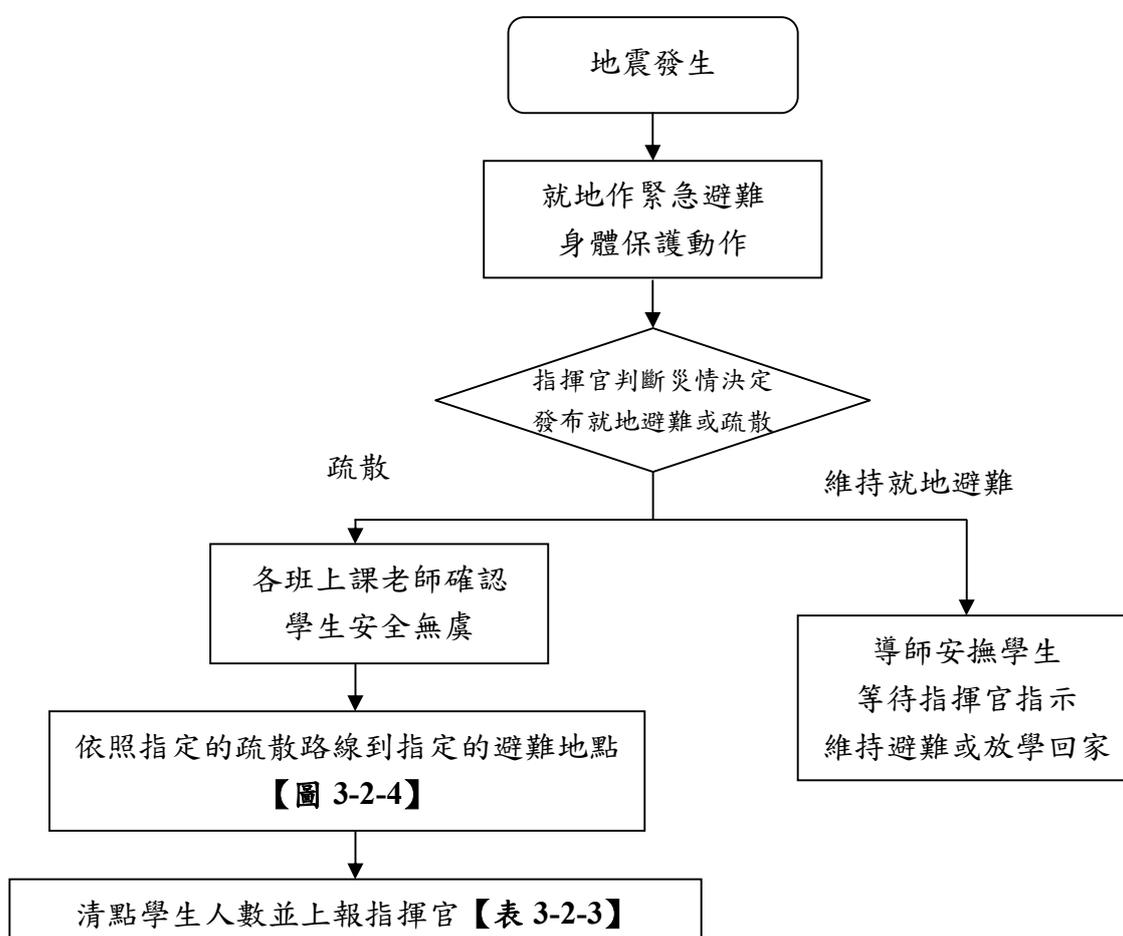 地震發生
就地作緊急避難
身體保護動作
指揮官判斷災情決定
發布就地避難或疏散
疏散
維持就地避難
各班上課老師確認
學生安全無虞
導師安撫學生
等待指揮官指示
維持避難或放學回家
依照指定的疏散路線到指定的避難地點
【圖 3-2-4】
清點學生人數並上報指揮官【表 3-2-3】